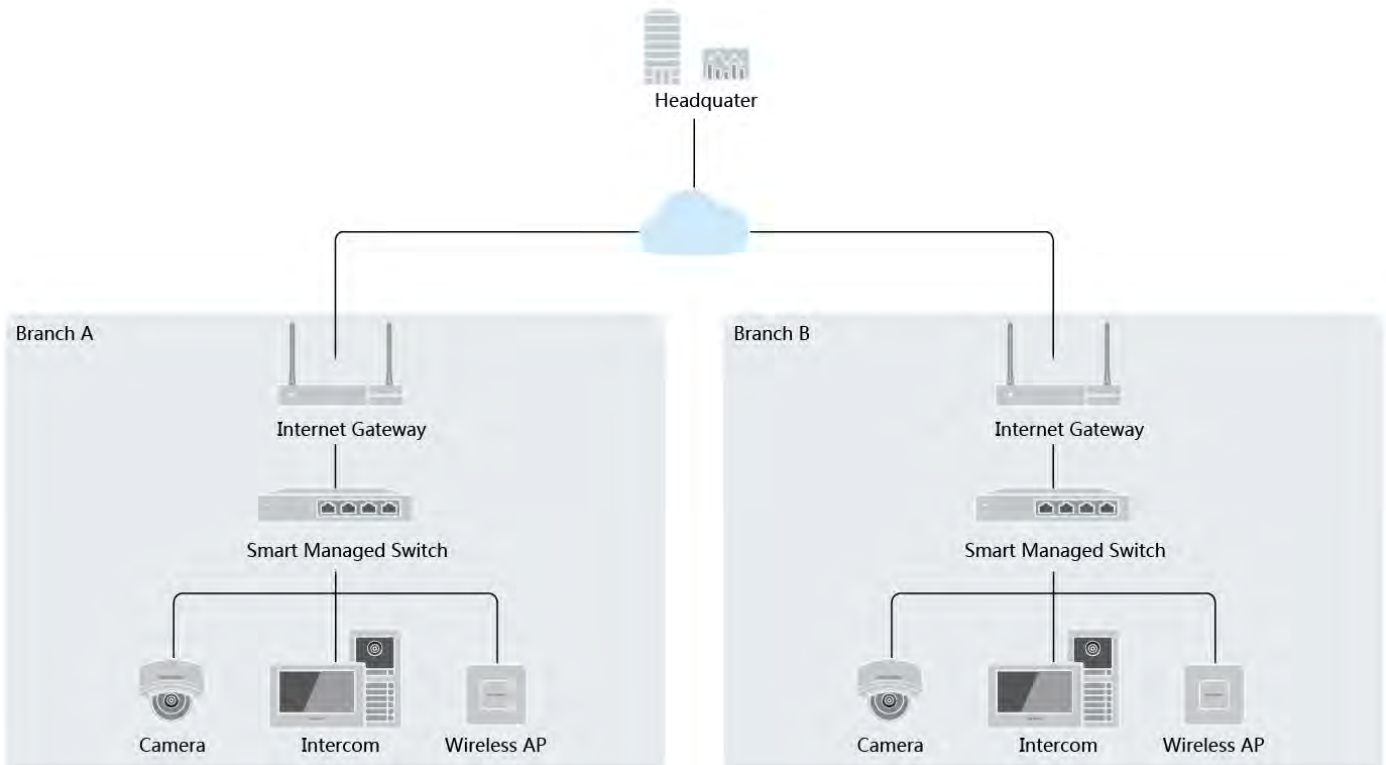 Headquater
Branch A
Branch B
Internet Gateway
Internet Gateway
Smart Managed Switch
Smart Managed Switch
Camera
Intercom
Wireless AP
Camera
Intercom
Wireless AP